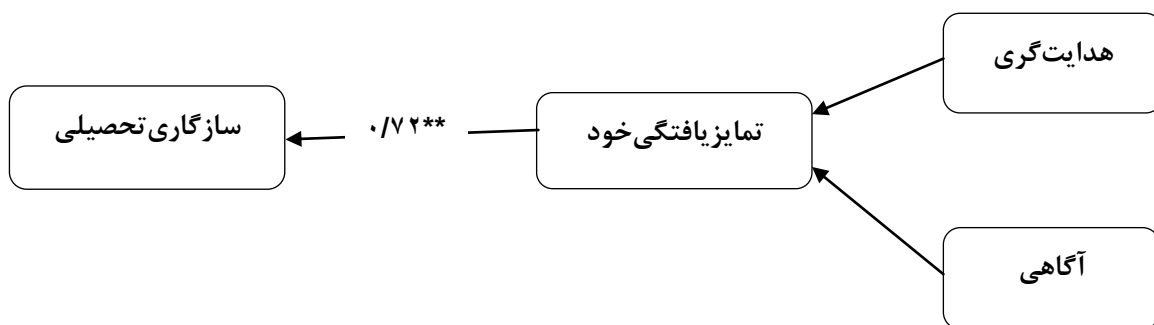 هدایت‌گری
تمایزیافتگی‌خود
۰/۷۲**
سازگاری‌تحصیلی
آگاهی